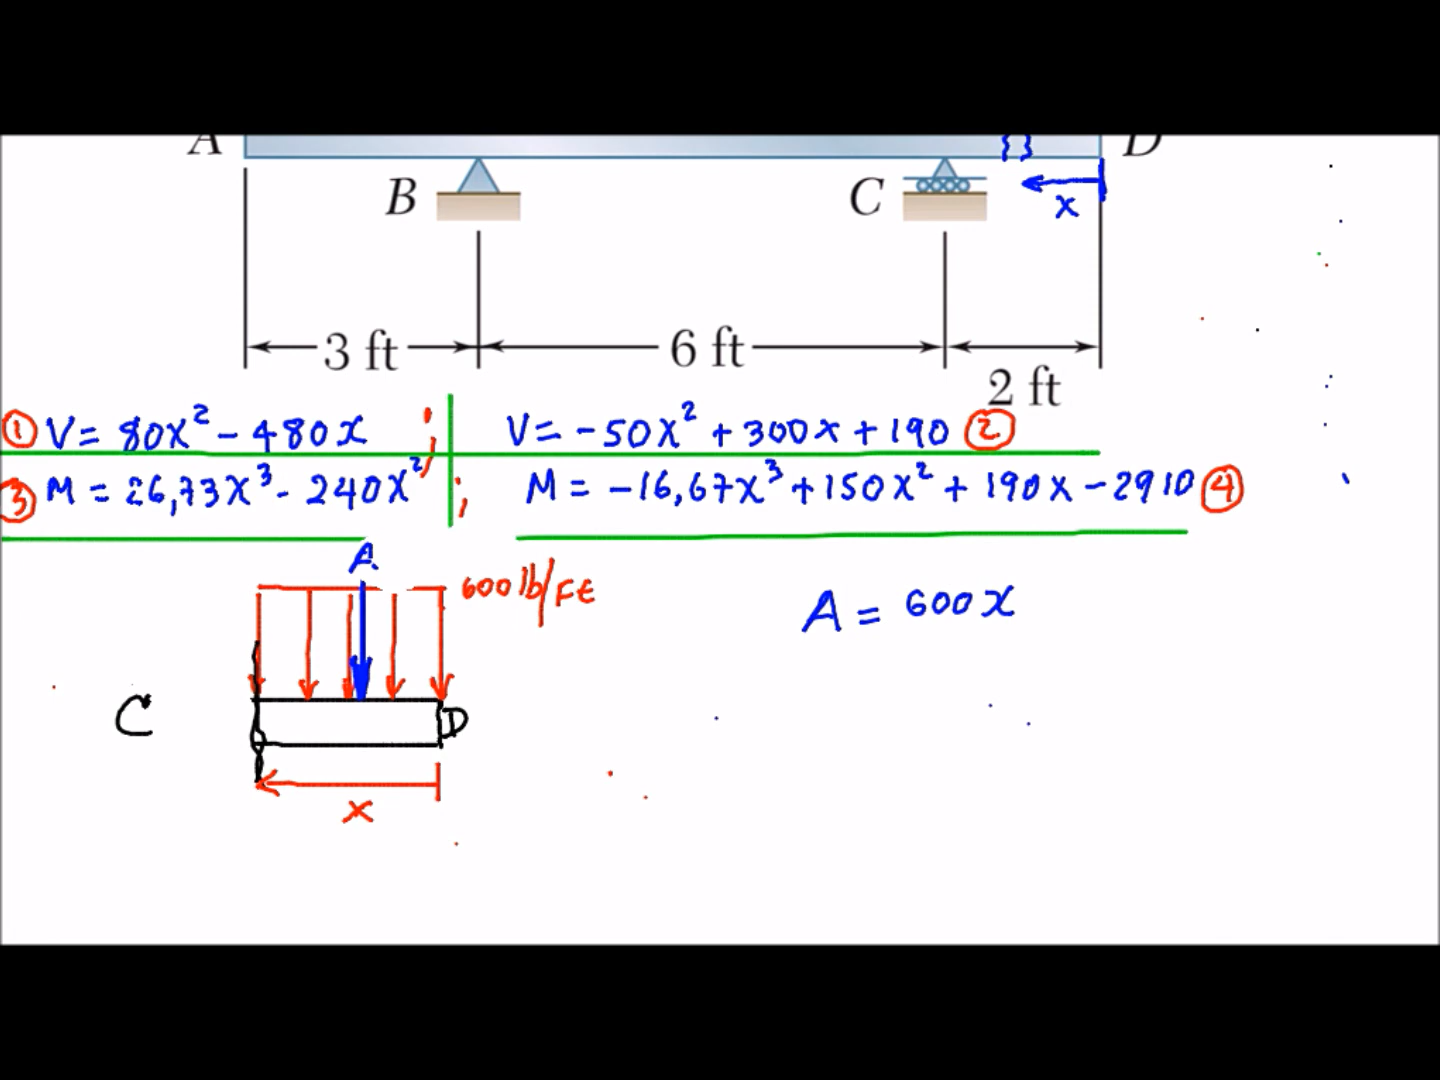 A D
B C x
3 ft 6 ft 2 ft
① V = 80x² - 480x ; V = -50x² + 300x + 190 ②
③ M = 26,73x³ - 240x² ; M = -16,67x³ + 150x² + 190x - 2910 ④
A
600 lb/Ft A = 600x
C D
x